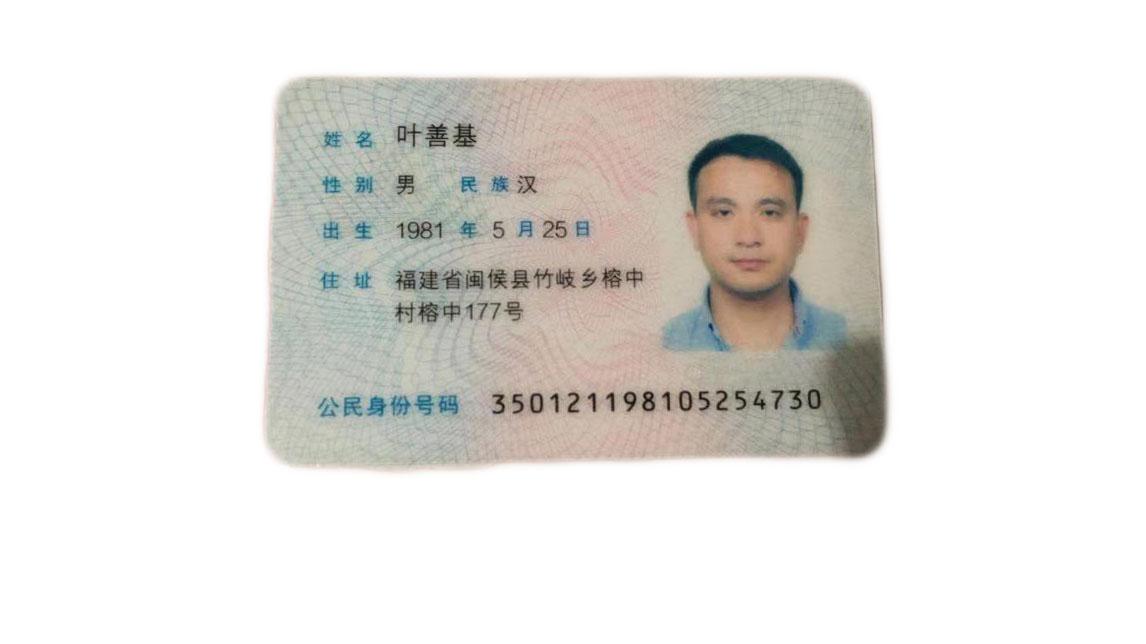 姓名 叶善基
性别 男 民族 汉
出生 1981 年 5 月 25 日
住址 福建省闽侯县竹岐乡榕中
村榕中177号
公民身份号码 350121198105254730